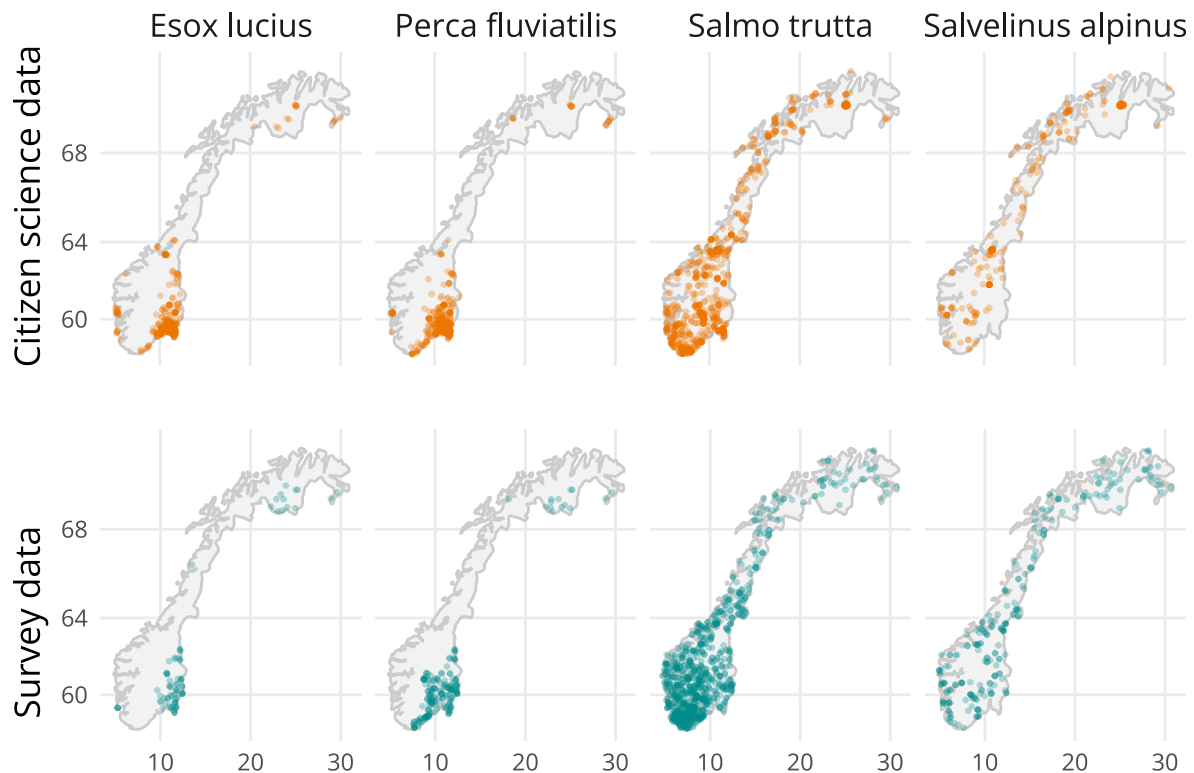 Esox lucius Perca fluviatilis Salmo trutta Salvelinus alpinus
Citizen science data
68
64
60
Survey data
68
64
60
10 20 30 10 20 30 10 20 30 10 20 30